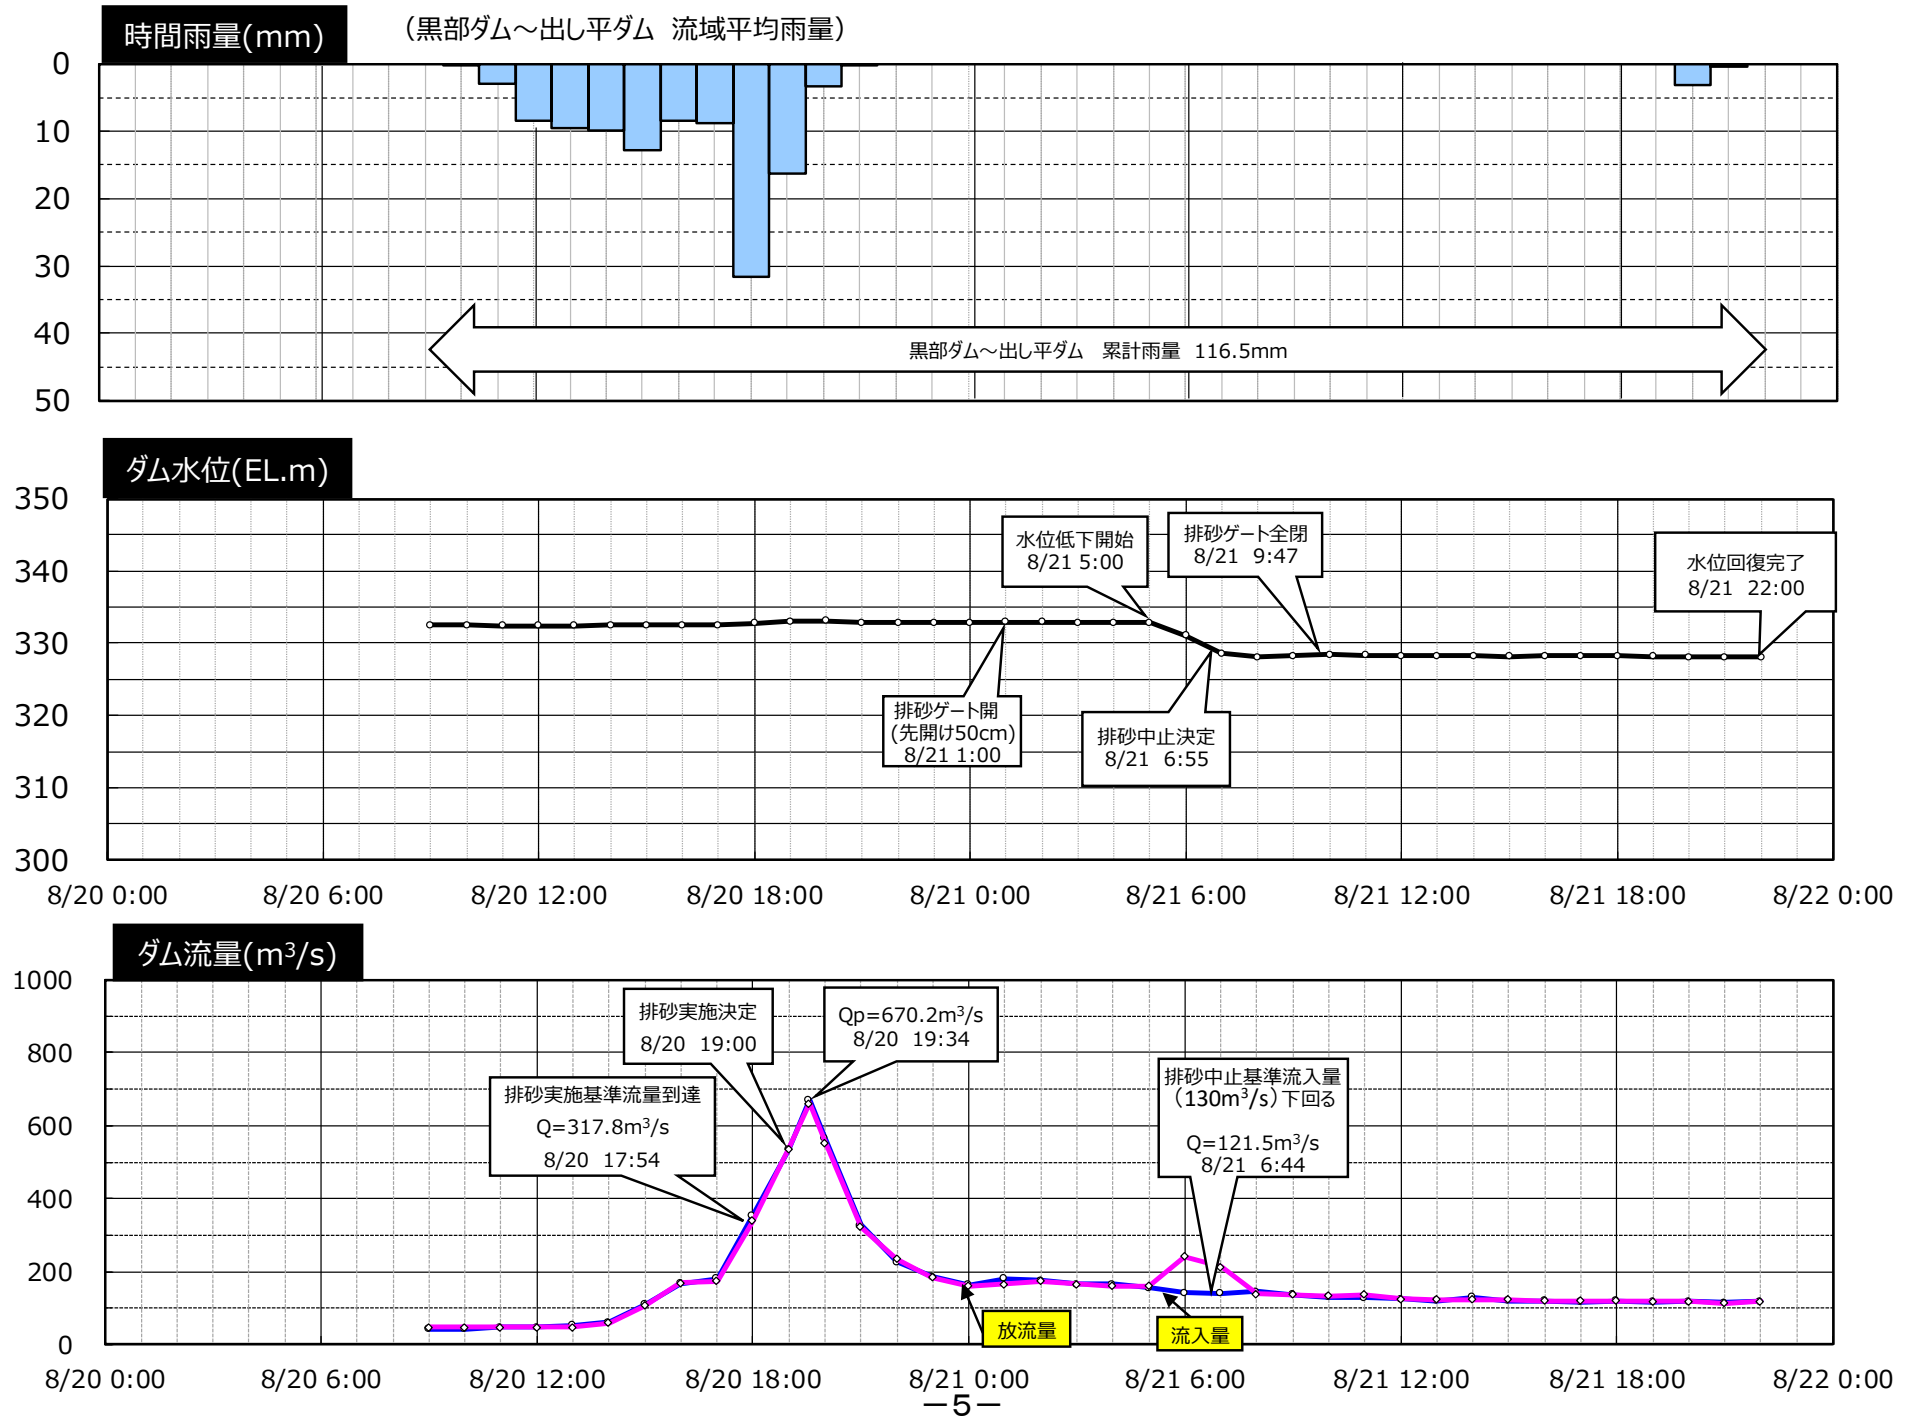 時間雨量(mm)
（黒部ダム～出し平ダム 流域平均雨量）
0
10
20
30
40
50
黒部ダム～出し平ダム 累計雨量 116.5mm
ダム水位(EL.m)
350
340
330
320
310
300
水位低下開始
8/21 5:00
排砂ゲート全閉
8/21 9:47
水位回復完了
8/21 22:00
排砂ゲート開
(先開け50cm)
8/21 1:00
排砂中止決定
8/21 6:55
8/20 0:00 8/20 6:00 8/20 12:00 8/20 18:00 8/21 0:00 8/21 6:00 8/21 12:00 8/21 18:00 8/22 0:00
ダム流量(m³/s)
1000
800
600
400
200
0
排砂実施決定
8/20 19:00
Qp=670.2m³/s
8/20 19:34
排砂実施基準流量到達
Q=317.8m³/s
8/20 17:54
排砂中止基準流入量
（130m³/s）下回る
Q=121.5m³/s
8/21 6:44
放流量
流入量
8/20 0:00 8/20 6:00 8/20 12:00 8/20 18:00 8/21 0:00 8/21 6:00 8/21 12:00 8/21 18:00 8/22 0:00
－5－